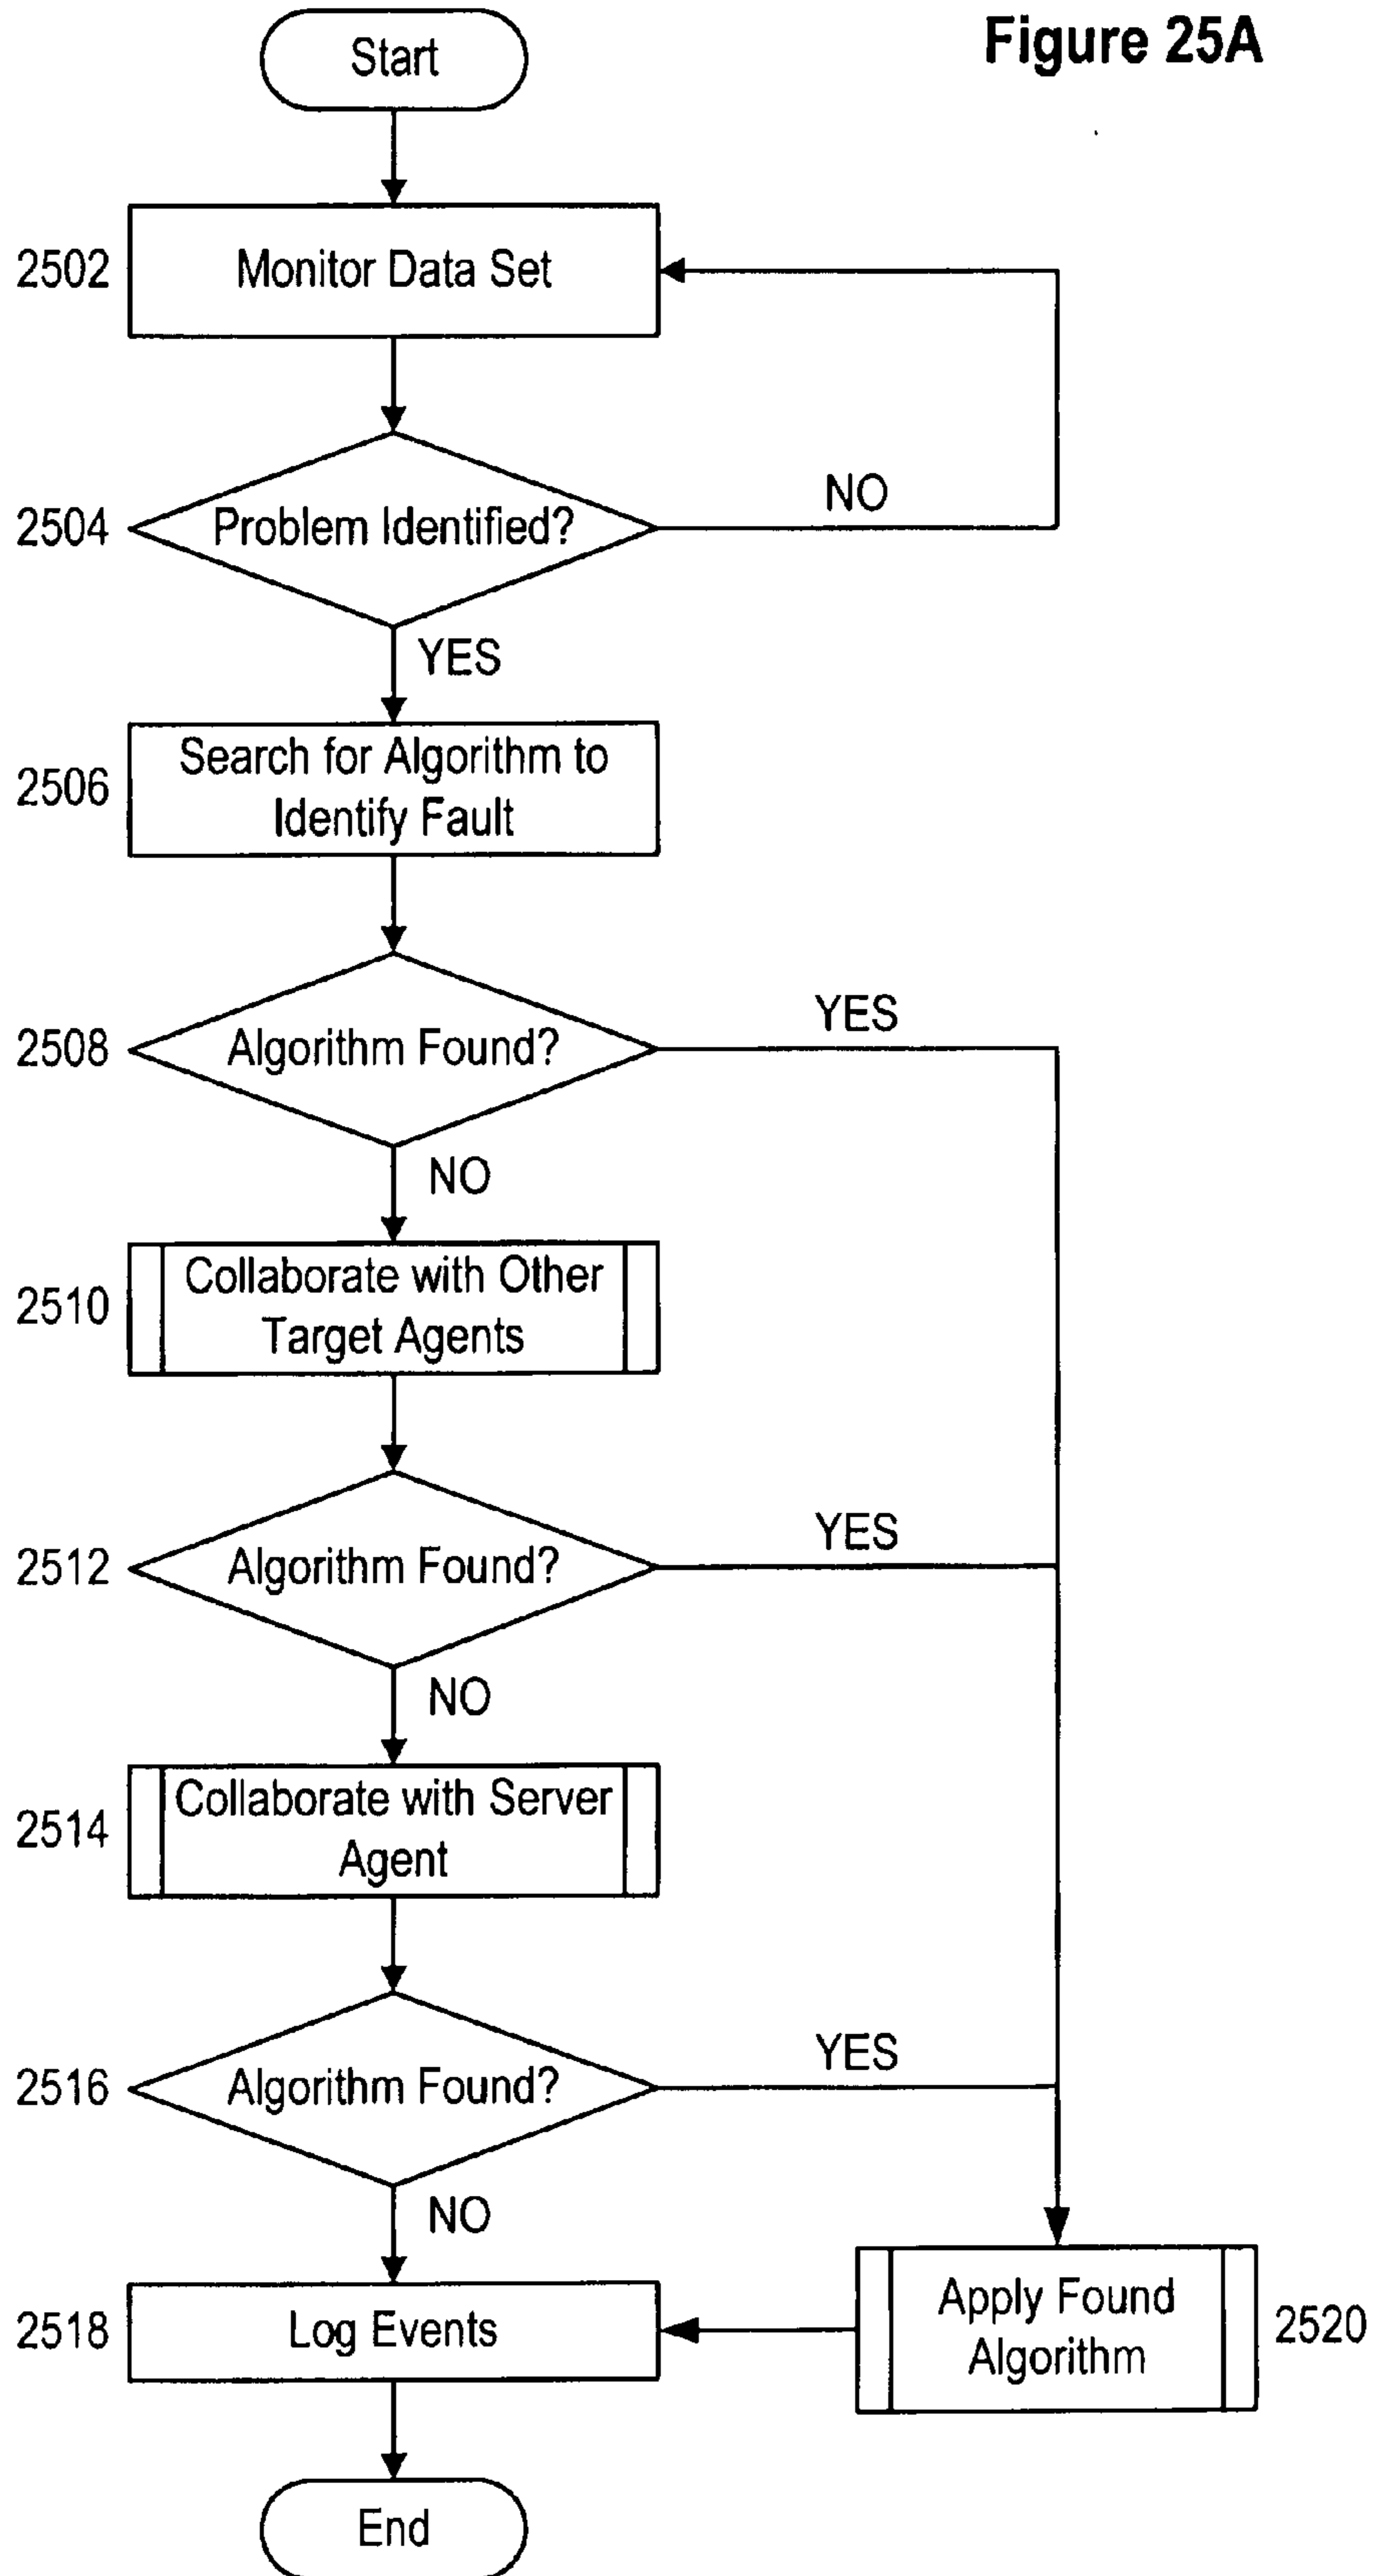 Figure 25A
Start
2502
Monitor Data Set
2504
Problem Identified?
NO
YES
2506
Search for Algorithm to
Identify Fault
2508
Algorithm Found?
YES
NO
2510
Collaborate with Other
Target Agents
2512
Algorithm Found?
YES
NO
2514
Collaborate with Server
Agent
2516
Algorithm Found?
YES
NO
2518
Log Events
Apply Found
Algorithm
2520
End